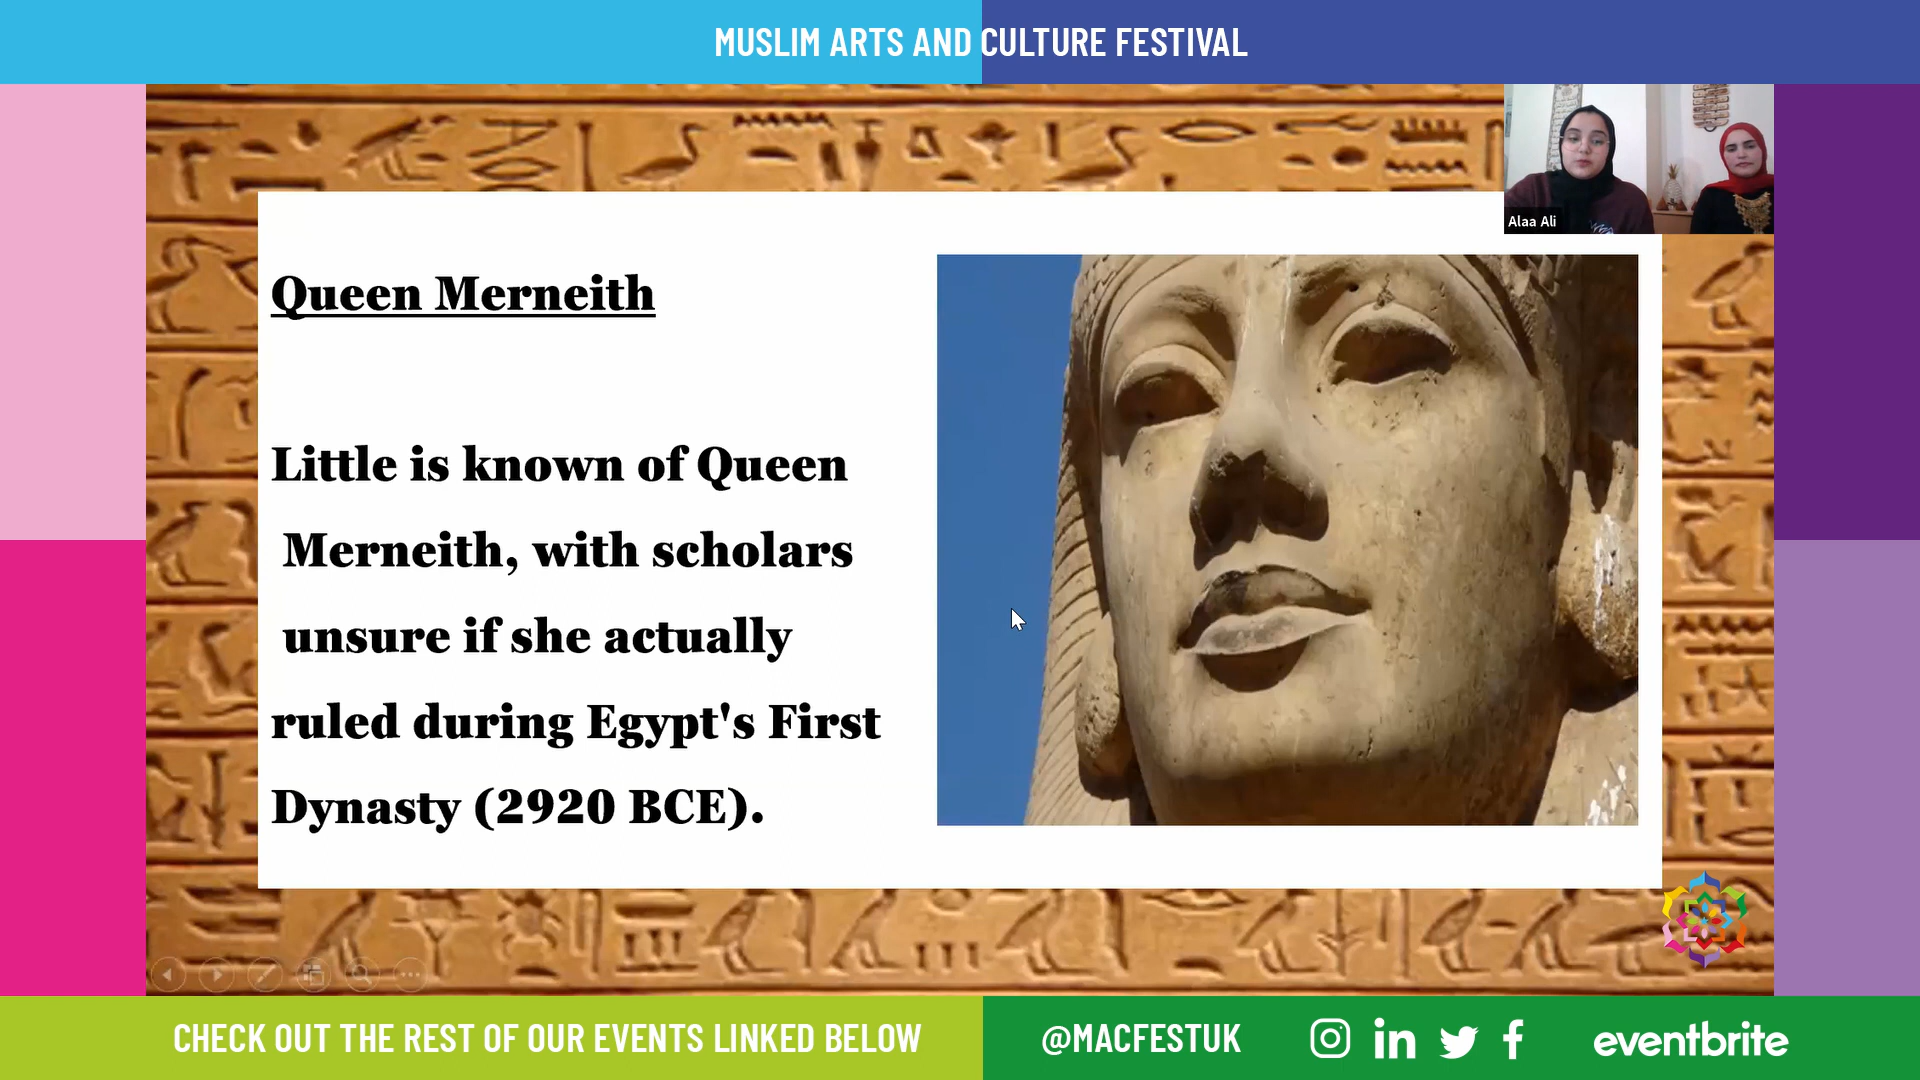 MUSLIM ARTS AND CULTURE FESTIVAL
Alaa Ali
Queen Merneith
Little is known of Queen
Merneith, with scholars
unsure if she actually
ruled during Egypt's First
Dynasty (2920 BCE).
CHECK OUT THE REST OF OUR EVENTS LINKED BELOW
@MACFESTUK
eventbrite